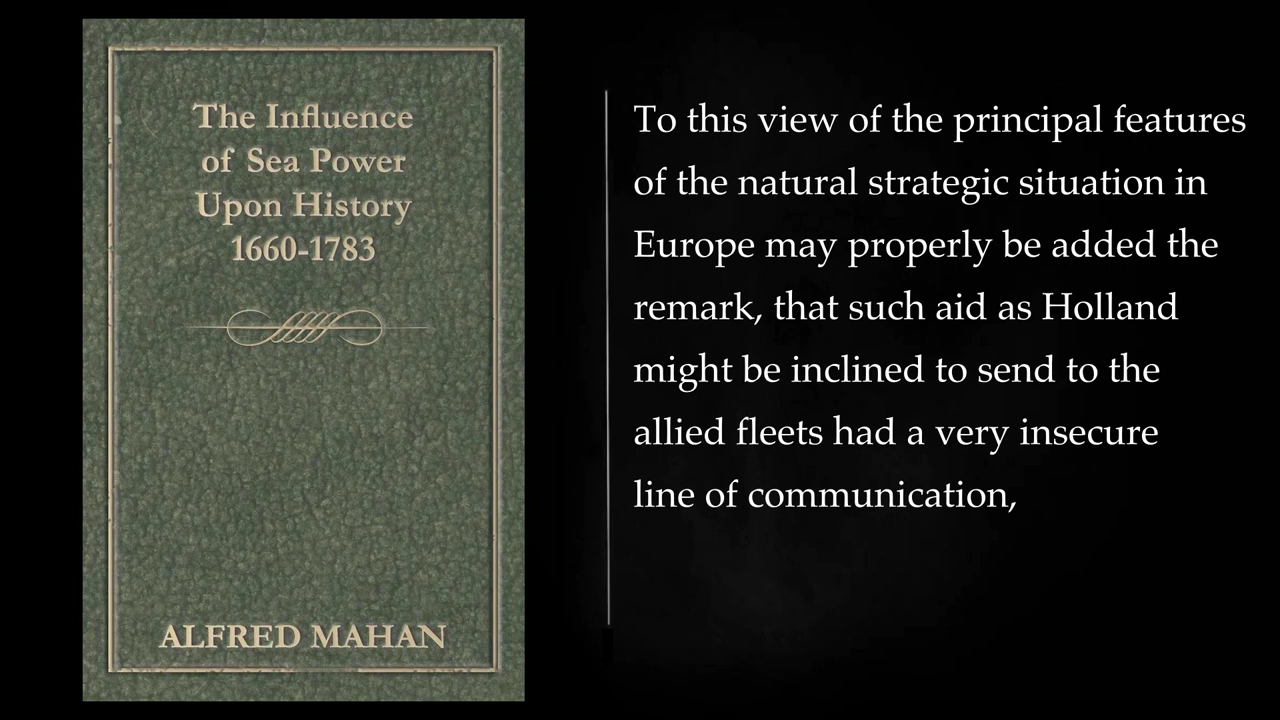 The Influence
of Sea Power
Upon History
1660-1783
ALFRED MAHAN
To this view of the principal features
of the natural strategic situation in
Europe may properly be added the
remark, that such aid as Holland
might be inclined to send to the
allied fleets had a very insecure
line of communication,